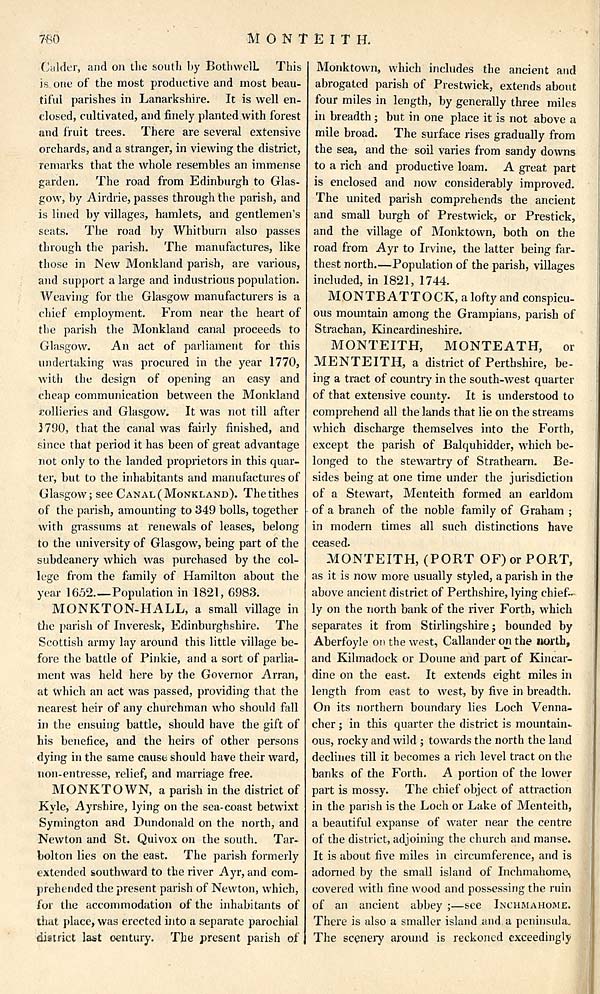 780
MONTEITH.
Calder, and on the south by Bothwell. This
is one of the most productive and most beau-
tiful parishes in Lanarkshire. It is well en-
closed, cultivated, and finely planted with forest
and fruit trees. There are several extensive
orchards, and a stranger, in viewing the district,
remarks that the whole resembles an immense
garden. The road from Edinburgh to Glas-
gow, by Airdrie, passes through the parish, and
is lined by villages, hamlets, and gentlemen's
seats. The road by Whitburn also passes
through the parish. The manufactures, like
those in New Monkland parish, are various,
and support a large and industrious population.
Weaving for the Glasgow manufacturers is a
chief employment. From near the heart of
the parish the Monkland canal proceeds to
Glasgow. An act of parliament for this
undertaking was procured in the year 1770,
with the design of opening an easy and
cheap communication between the Monkland
collieries and Glasgow. It was not till after
1790, that the canal was fairly finished, and
since that period it has been of great advantage
not only to the landed proprietors in this quar-
ter, but to the inhabitants and manufactures of
Glasgow; see CANAL (MONKLAND). The tithes
of the parish, amounting to 349 bolls, together
with grassums at renewals of leases, belong
to the university of Glasgow, being part of the
subdeanery which was purchased by the col-
lege from the family of Hamilton about the
year 1652.—Population in 1821, 6983.
MONKTON-HALL, a small village in
the parish of Inveresk, Edinburghshire. The
Scottish army lay around this little village be-
fore the battle of Pinkie, and a sort of parlia-
ment was held here by the Governor Arran,
at which an act was passed, providing that the
nearest heir of any churchman who should fall
in the ensuing battle, should have the gift of
his benefice, and the heirs of other persons
dying in the same cause should have their ward,
non-entresse, relief, and marriage free.
MONKTOWN, a parish in the district of
Kyle, Ayrshire, lying on the sea-coast betwixt
Symington and Dundonald on the north, and
Newton and St. Quivox on the south. Tar-
bolton lies on the east. The parish formerly
extended southward to the river Ayr, and com-
prehended the present parish of Newton, which,
for the accommodation of the inhabitants of
that place, was erected into a separate parochial
district last century. The present parish of
Monktown, which includes the ancient and
abrogated parish of Prestwick, extends about
four miles in length, by generally three miles
in breadth; but in one place it is not above a
mile broad. The surface rises gradually from
the sea, and the soil varies from sandy downs
to a rich and productive loam. A great part
is enclosed and now considerably improved.
The united parish comprehends the ancient
and small burgh of Prestwick, or Prestick,
and the village of Monktown, both on the
road from Ayr to Irvine, the latter being far-
thest north.—Population of the parish, villages
included, in 1821, 1744.
MONTBATTOCK, a lofty and conspicu-
ous mountain among the Grampians, parish of
Strachan, Kincardineshire.
MONTEITH, MONTEATH, or
MENTEITH, a district of Perthshire, be-
ing a tract of country in the south-west quarter
of that extensive county. It is understood to
comprehend all the lands that lie on the streams
which discharge themselves into the Forth,
except the parish of Balquhidder, which be-
longed to the stewartry of Strathearn. Be-
sides being at one time under the jurisdiction
of a Stewart, Menteith formed an earldom
of a branch of the noble family of Graham;
in modern times all such distinctions have
ceased.
MONTEITH, (PORT OF) or PORT,
as it is now more usually styled, a parish in the
above ancient district of Perthshire, lying chief-
ly on the north bank of the river Forth, which
separates it from Stirlingshire; bounded by
Aberfoyle on the west, Callander on the north,
and Kilmadock or Doune and part of Kincar-
dine on the east. It extends eight miles in
length from east to west, by five in breadth.
On its northern boundary lies Loch Venna-
cher; in this quarter the district is mountain-
ous, rocky and wild; towards the north the land
declines till it becomes a rich level tract on the
banks of the Forth. A portion of the lower
part is mossy. The chief object of attraction
in the parish is the Loch or Lake of Menteith,
a beautiful expanse of water near the centre
of the district, adjoining the church and manse.
It is about five miles in circumference, and is
adorned by the small island of Inchmahome,
covered with fine wood and possessing the ruin
of an ancient abbey;—see INCHMAHOME.
There is also a smaller island and a peninsula.
The scenery around is reckoned exceedingly